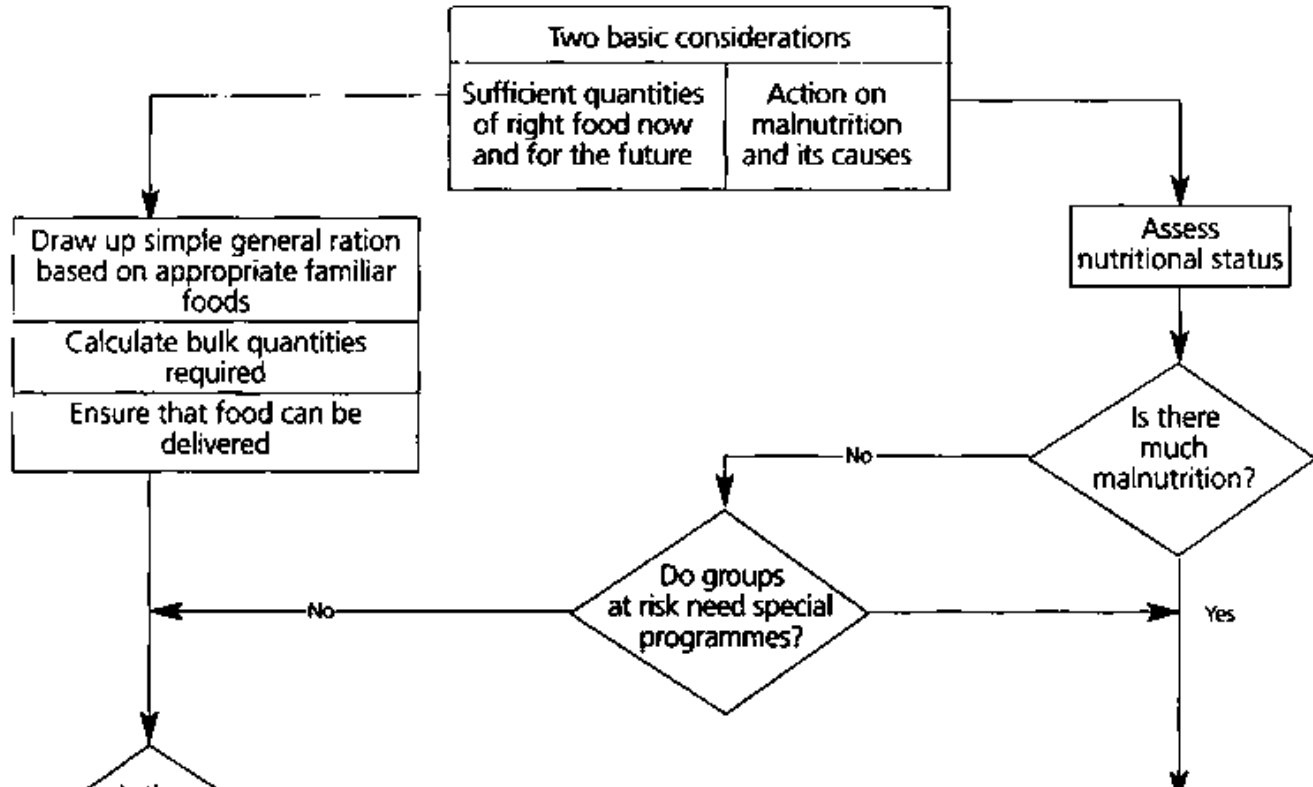 Two basic considerations
Sufficient quantities
of right food now
and for the future
Action on
malnutrition
and its causes
Draw up simple general ration
based on appropriate familiar
foods
Calculate bulk quantities
required
Ensure that food can be
delivered
Assess
nutritional status
Is there
much
malnutrition?
No
Do groups
at risk need special
programmes?
No
Yes